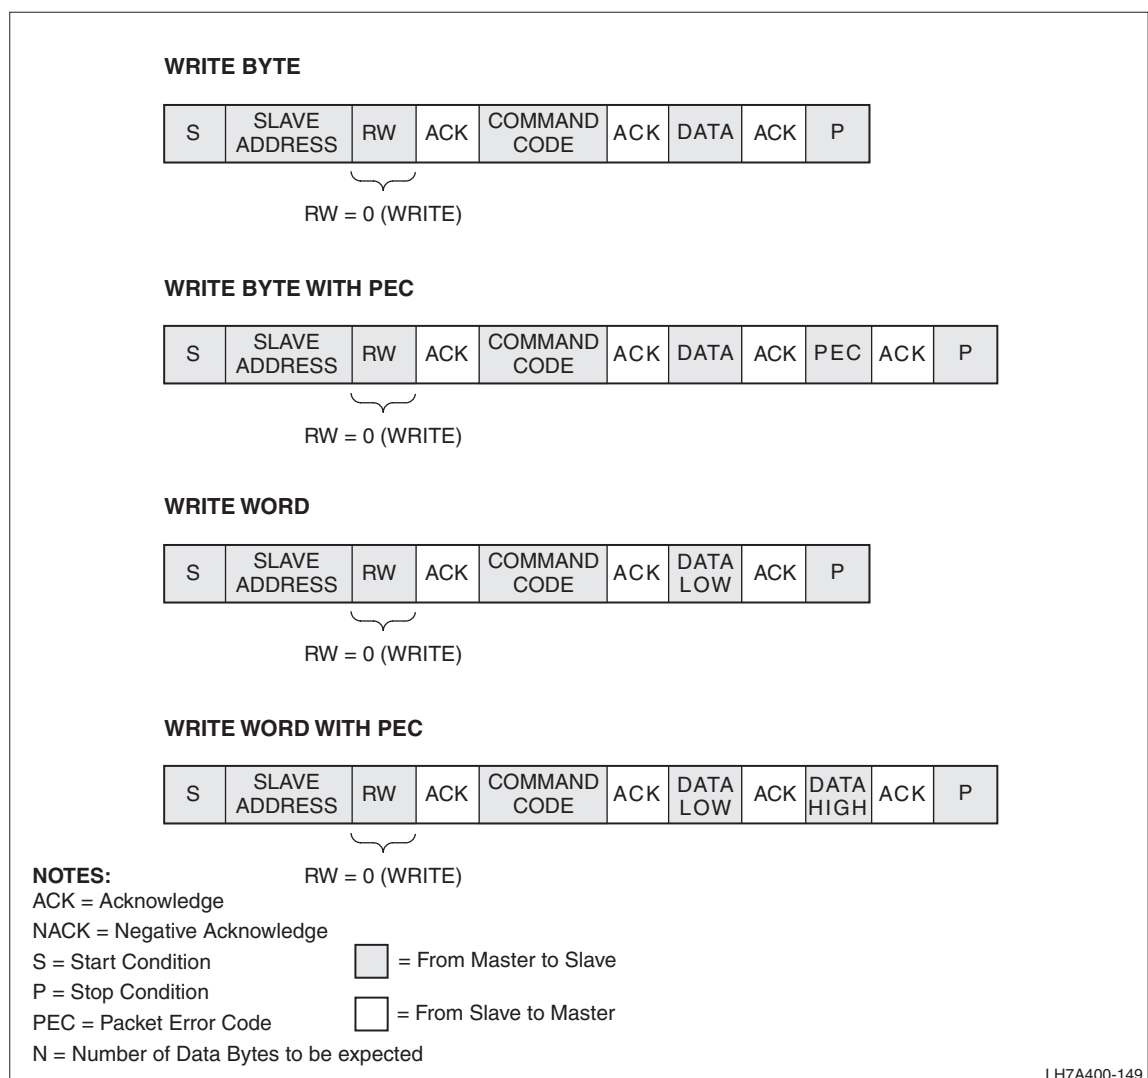 WRITE BYTE
S SLAVE ADDRESS RW ACK COMMAND CODE ACK DATA ACK P
RW = 0 (WRITE)
WRITE BYTE WITH PEC
S SLAVE ADDRESS RW ACK COMMAND CODE ACK DATA ACK PEC ACK P
RW = 0 (WRITE)
WRITE WORD
S SLAVE ADDRESS RW ACK COMMAND CODE ACK DATA LOW ACK P
RW = 0 (WRITE)
WRITE WORD WITH PEC
S SLAVE ADDRESS RW ACK COMMAND CODE ACK DATA LOW ACK DATA HIGH ACK P
RW = 0 (WRITE)
NOTES:
ACK = Acknowledge
NACK = Negative Acknowledge
S = Start Condition
P = Stop Condition
PEC = Packet Error Code
N = Number of Data Bytes to be expected
= From Master to Slave
= From Slave to Master
LH7A400-149